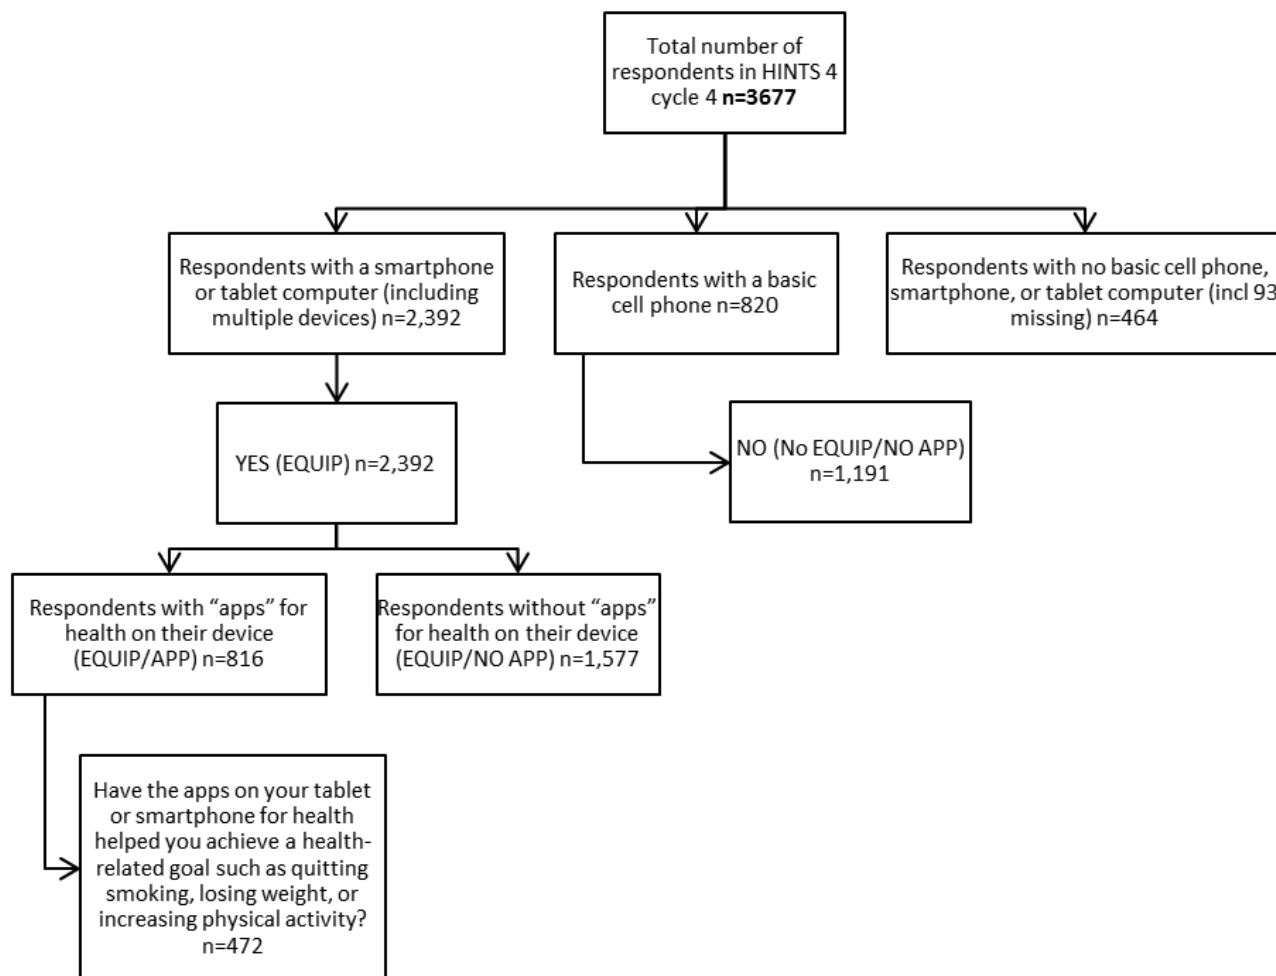 Total number of
respondents in HINTS 4
cycle 4 n=3677
Respondents with a smartphone
or tablet computer (including
multiple devices) n=2,392
Respondents with a basic
cell phone n=820
Respondents with no basic cell phone,
smartphone, or tablet computer (incl 93
missing) n=464
YES (EQUIP) n=2,392
NO (No EQUIP/NO APP)
n=1,191
Respondents with “apps” for
health on their device
(EQUIP/APP) n=816
Respondents without “apps”
for health on their device
(EQUIP/NO APP) n=1,577
Have the apps on your tablet
or smartphone for health
helped you achieve a health-
related goal such as quitting
smoking, losing weight, or
increasing physical activity?
n=472